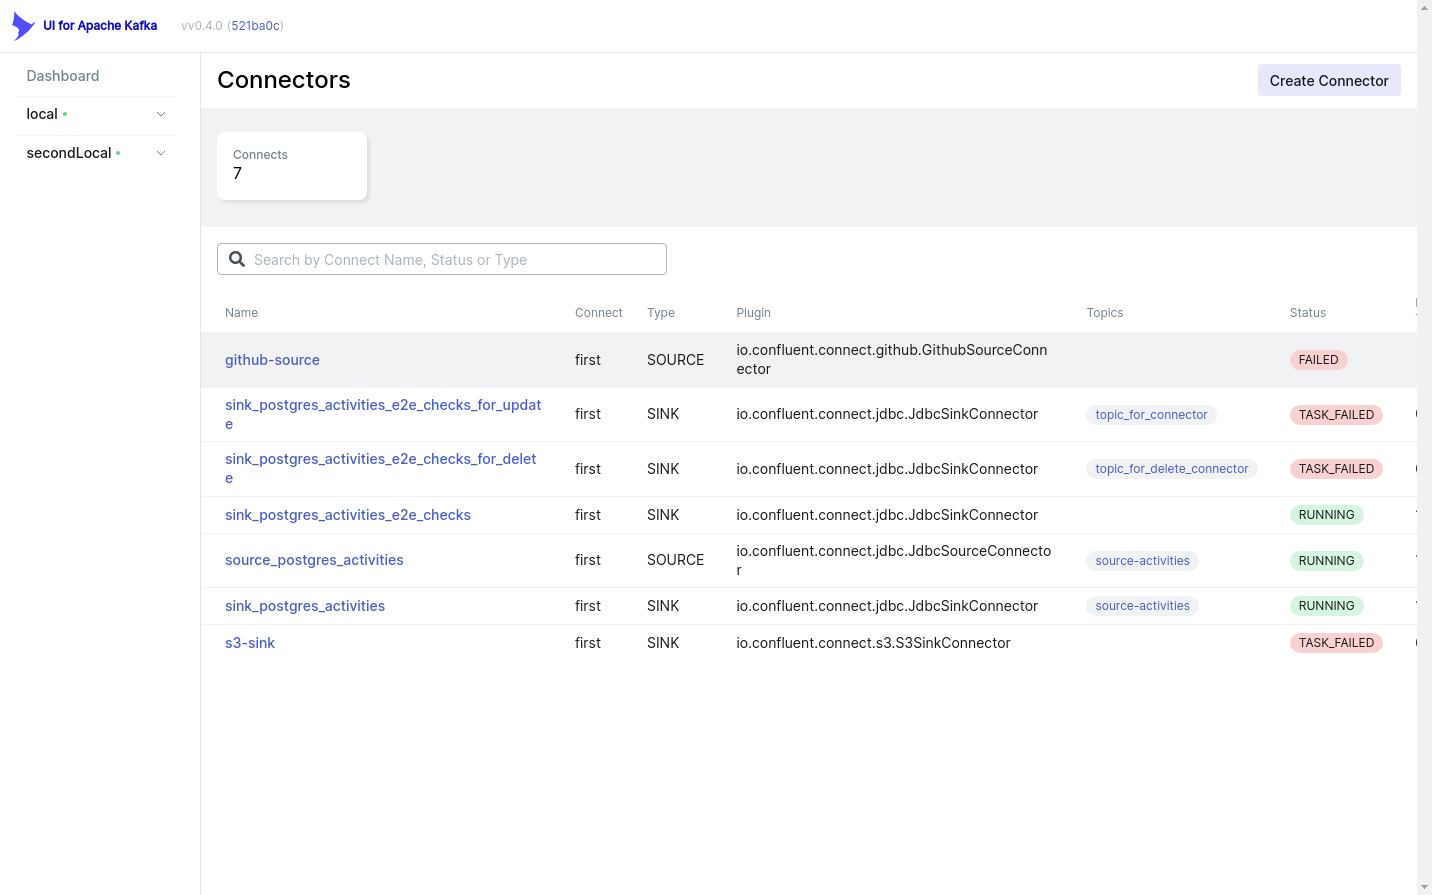 UI for Apache Kafka vv0.4.0 (521ba0c)
Dashboard
local
secondLocal
Connectors
Create Connector
Connects
7
Search by Connect Name, Status or Type
Name Connect Type Plugin Topics Status
github-source first SOURCE io.confluent.connect.github.GithubSourceConn
ector FAILED
sink_postgres_activities_e2e_checks_for_updat
e first SINK io.confluent.connect.jdbc.JdbcSinkConnector topic_for_connector TASK_FAILED
sink_postgres_activities_e2e_checks_for_delet
e first SINK io.confluent.connect.jdbc.JdbcSinkConnector topic_for_delete_connector TASK_FAILED
sink_postgres_activities_e2e_checks first SINK io.confluent.connect.jdbc.JdbcSinkConnector RUNNING
source_postgres_activities first SOURCE io.confluent.connect.jdbc.JdbcSourceConnecto
r source-activities RUNNING
sink_postgres_activities first SINK io.confluent.connect.jdbc.JdbcSinkConnector source-activities RUNNING
s3-sink first SINK io.confluent.connect.s3.S3SinkConnector TASK_FAILED